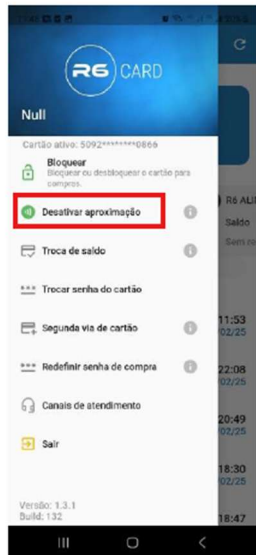 R6 CARD
Null
Cartão ativo: 5092********0866
Bloquear
Bloquear ou desbloquear o cartão para
compras.
Desativar aproximação
Troca de saldo
Trocar senha do cartão
Segunda via de cartão
Redefinir senha de compra
Canais de atendimento
Sair
Versão: 1.3.1
Build: 132
R6 ALI
Saldo
Sem
11:53
02/25
22:08
02/25
20:49
02/25
18:30
02/25
18:47